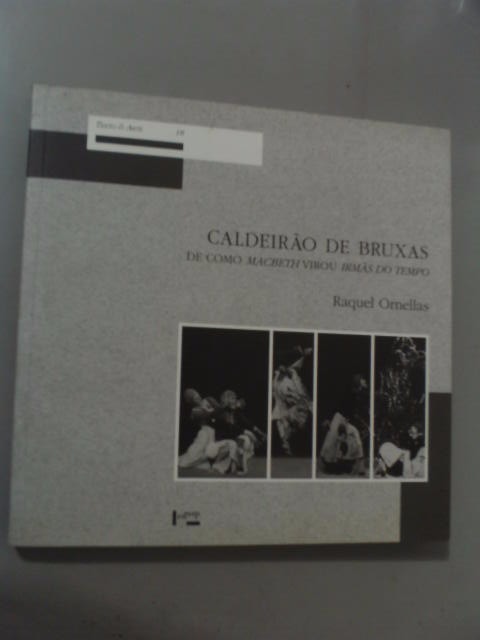 Texto & Arte 18
CALDEIRÃO DE BRUXAS
DE COMO MACBETH VIROU IRMÃS DO TEMPO
Raquel Ornellas